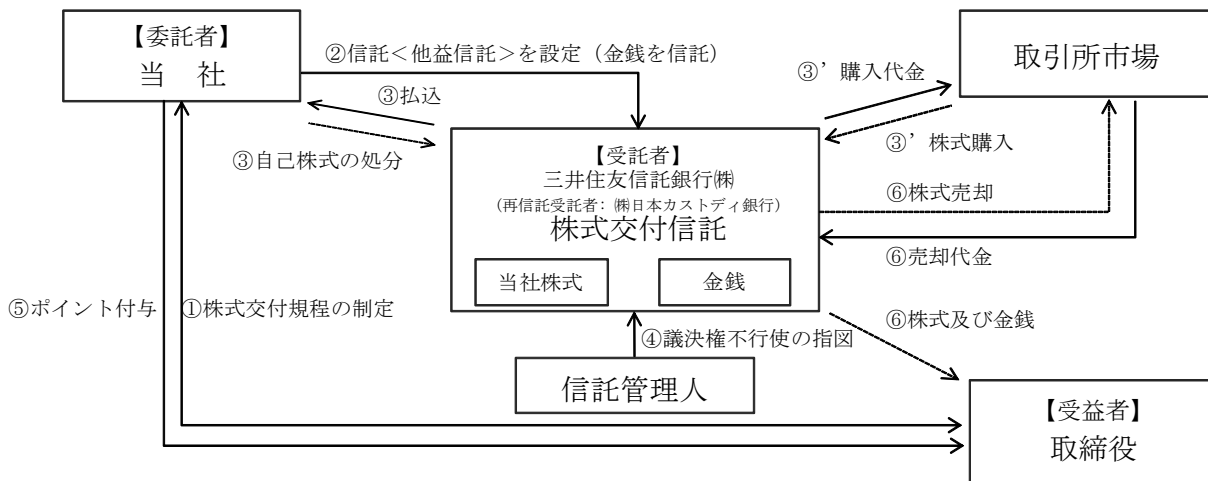 【委託者】
当　社
②信託＜他益信託＞を設定（金銭を信託）
③払込
③自己株式の処分
③’購入代金
取引所市場
③’株式購入
【受託者】
三井住友信託銀行㈱
（再信託受託者：㈱日本カストディ銀行）
株式交付信託
当社株式
金銭
⑥株式売却
⑥売却代金
⑤ポイント付与
①株式交付規程の制定
④議決権不行使の指図
⑥株式及び金銭
信託管理人
【受益者】
取締役